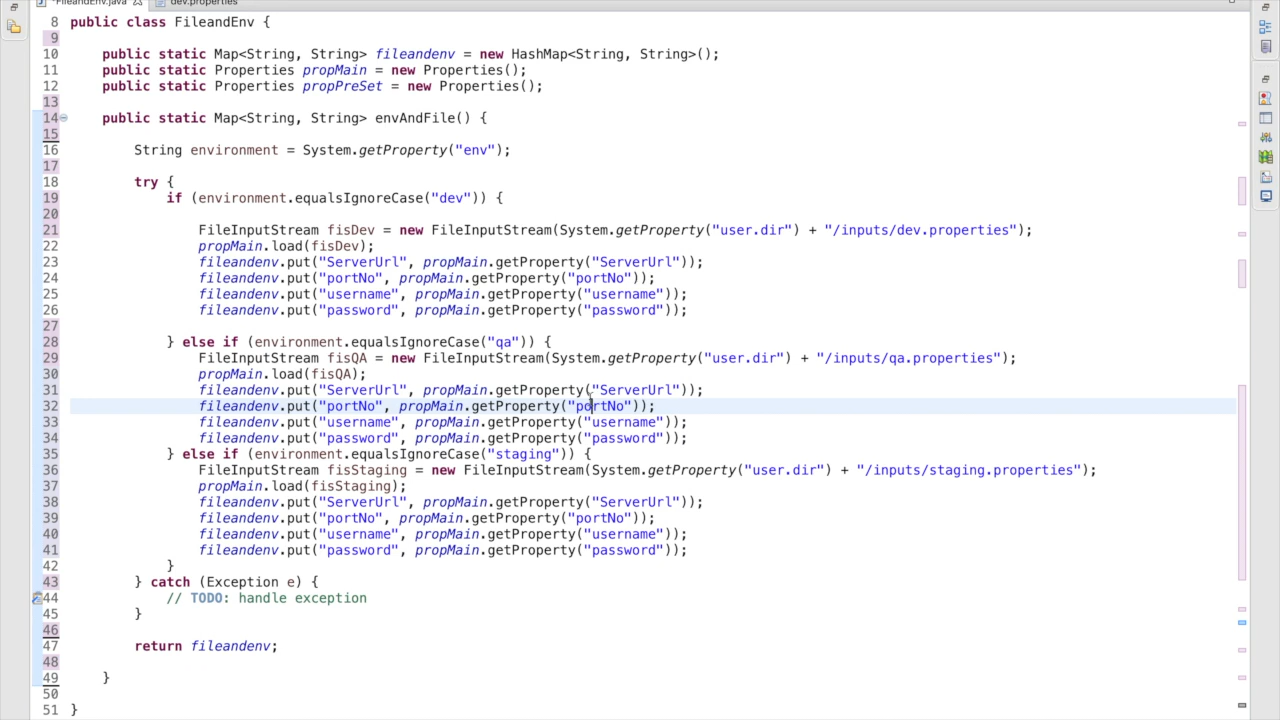 *FileandEnv.java dev.properties
8 public class FileandEnv {
9
10 public static Map<String, String> fileandenv = new HashMap<String, String>();
11 public static Properties propMain = new Properties();
12 public static Properties propPreSet = new Properties();
13
14 public static Map<String, String> envAndFile() {
15
16 String environment = System.getProperty("env");
17
18 try {
19 if (environment.equalsIgnoreCase("dev")) {
20
21 FileInputStream fisDev = new FileInputStream(System.getProperty("user.dir") + "/inputs/dev.properties");
22 propMain.load(fisDev);
23 fileandenv.put("ServerUrl", propMain.getProperty("ServerUrl"));
24 fileandenv.put("portNo", propMain.getProperty("portNo"));
25 fileandenv.put("username", propMain.getProperty("username"));
26 fileandenv.put("password", propMain.getProperty("password"));
27
28 } else if (environment.equalsIgnoreCase("qa")) {
29 FileInputStream fisQA = new FileInputStream(System.getProperty("user.dir") + "/inputs/qa.properties");
30 propMain.load(fisQA);
31 fileandenv.put("ServerUrl", propMain.getProperty("ServerUrl"));
32 fileandenv.put("portNo", propMain.getProperty("portNo"));
33 fileandenv.put("username", propMain.getProperty("username"));
34 fileandenv.put("password", propMain.getProperty("password"));
35 } else if (environment.equalsIgnoreCase("staging")) {
36 FileInputStream fisStaging = new FileInputStream(System.getProperty("user.dir") + "/inputs/staging.properties");
37 propMain.load(fisStaging);
38 fileandenv.put("ServerUrl", propMain.getProperty("ServerUrl"));
39 fileandenv.put("portNo", propMain.getProperty("portNo"));
40 fileandenv.put("username", propMain.getProperty("username"));
41 fileandenv.put("password", propMain.getProperty("password"));
42 }
43 } catch (Exception e) {
44 // TODO: handle exception
45 }
46
47 return fileandenv;
48
49 }
50
51 }